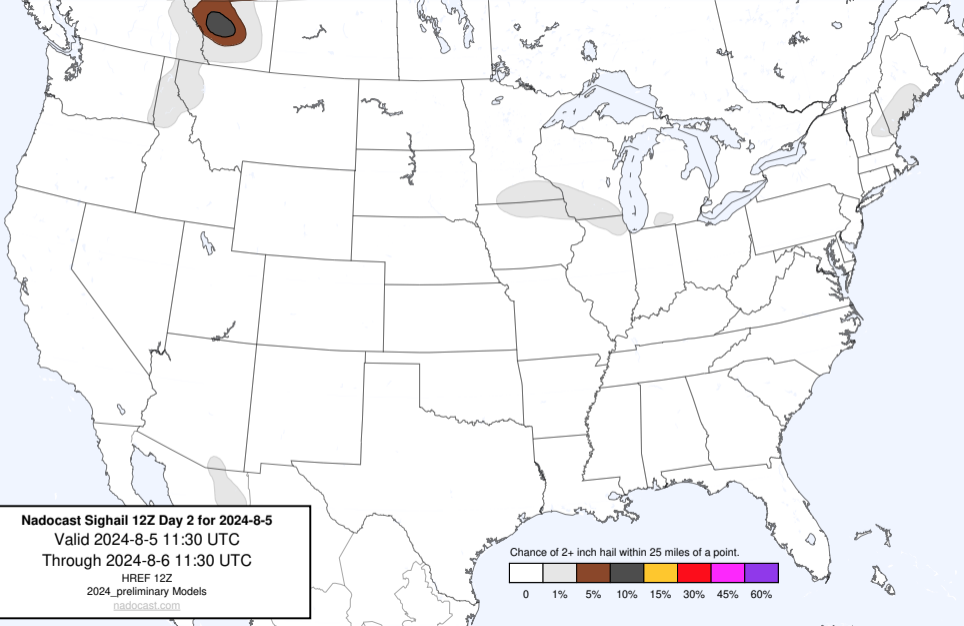 Nadocast Sighail 12Z Day 2 for 2024-8-5
Valid 2024-8-5 11:30 UTC
Through 2024-8-6 11:30 UTC
HREF 12Z
2024_preliminary Models
nadocast.com
Chance of 2+ inch hail within 25 miles of a point.
0 1% 5% 10% 15% 30% 45% 60%